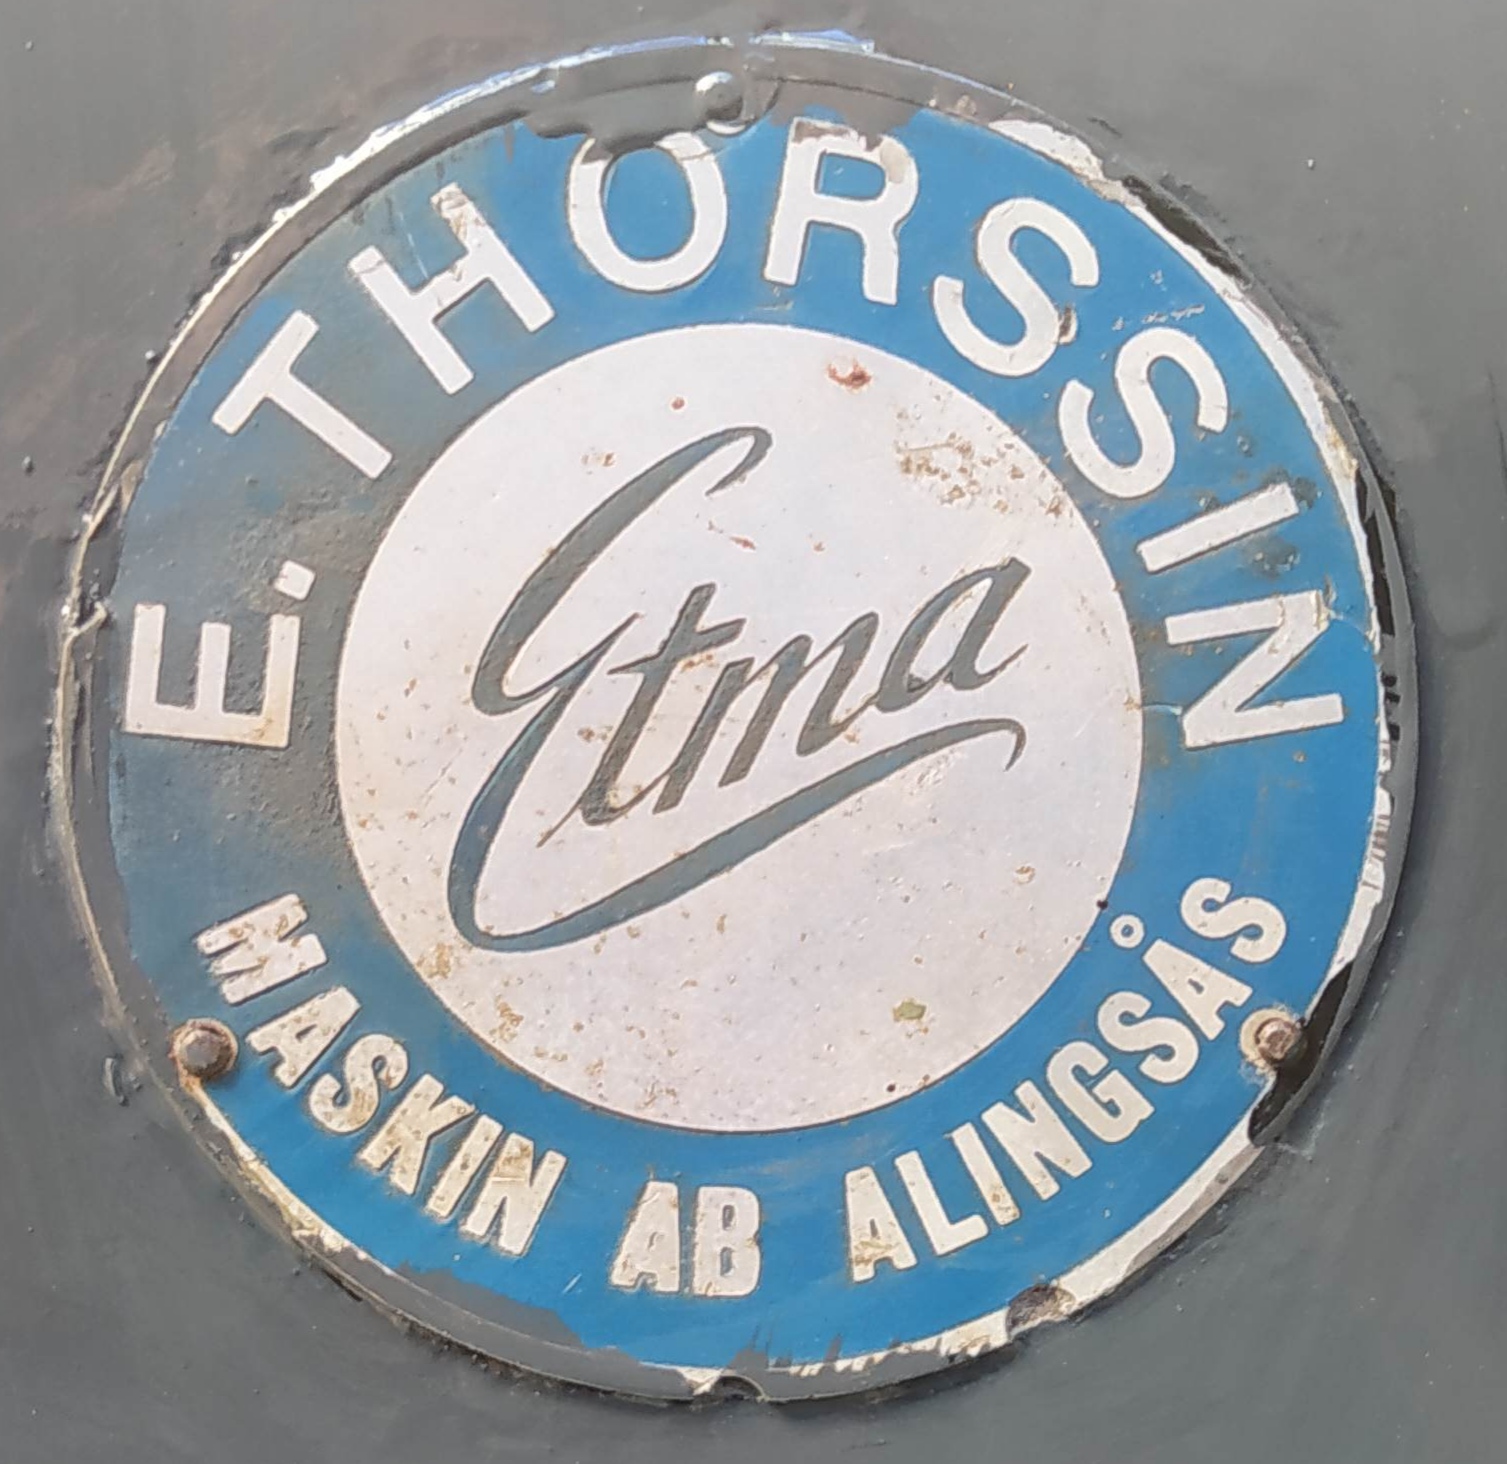 E. THORSSIN
Etma
MASKIN AB ALINGSÅS